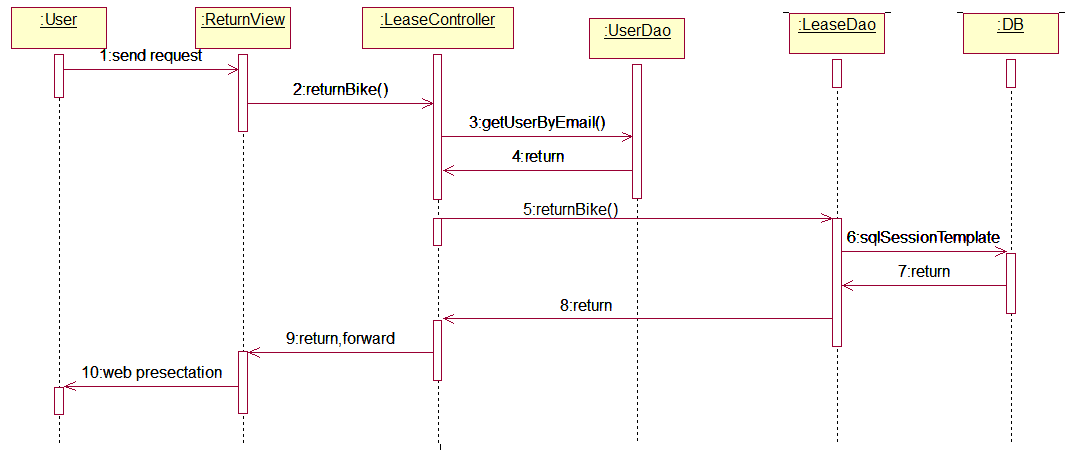 :User
:ReturnView
:LeaseController
:UserDao
:LeaseDao
:DB
1:send request
2:returnBike()
3:getUserByEmail()
4:return
5:returnBike()
6:sqlSessionTemplate
7:return
8:return
9:return,forward
10:web presectation